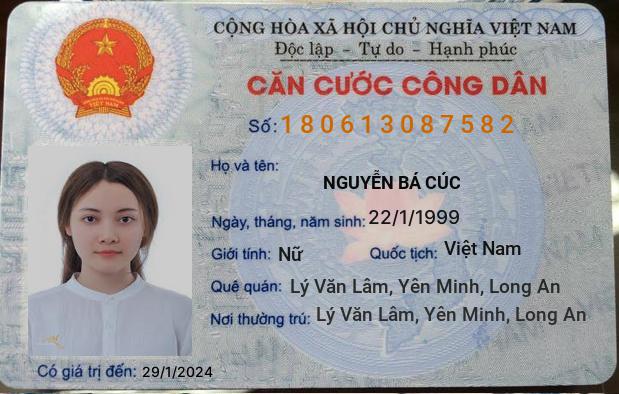 CỘNG HÒA XÃ HỘI CHỦ NGHĨA VIỆT NAM
Độc lập - Tự do - Hạnh phúc
CĂN CƯỚC CÔNG DÂN
Số: 180613087582
Họ và tên:
NGUYỄN BÁ CÚC
Ngày, tháng, năm sinh: 22/1/1999
Giới tính: Nữ Quốc tịch: Việt Nam
Quê quán: Lý Văn Lâm, Yên Minh, Long An
Nơi thường trú: Lý Văn Lâm, Yên Minh, Long An
Có giá trị đến: 29/1/2024
VIỆT NAM